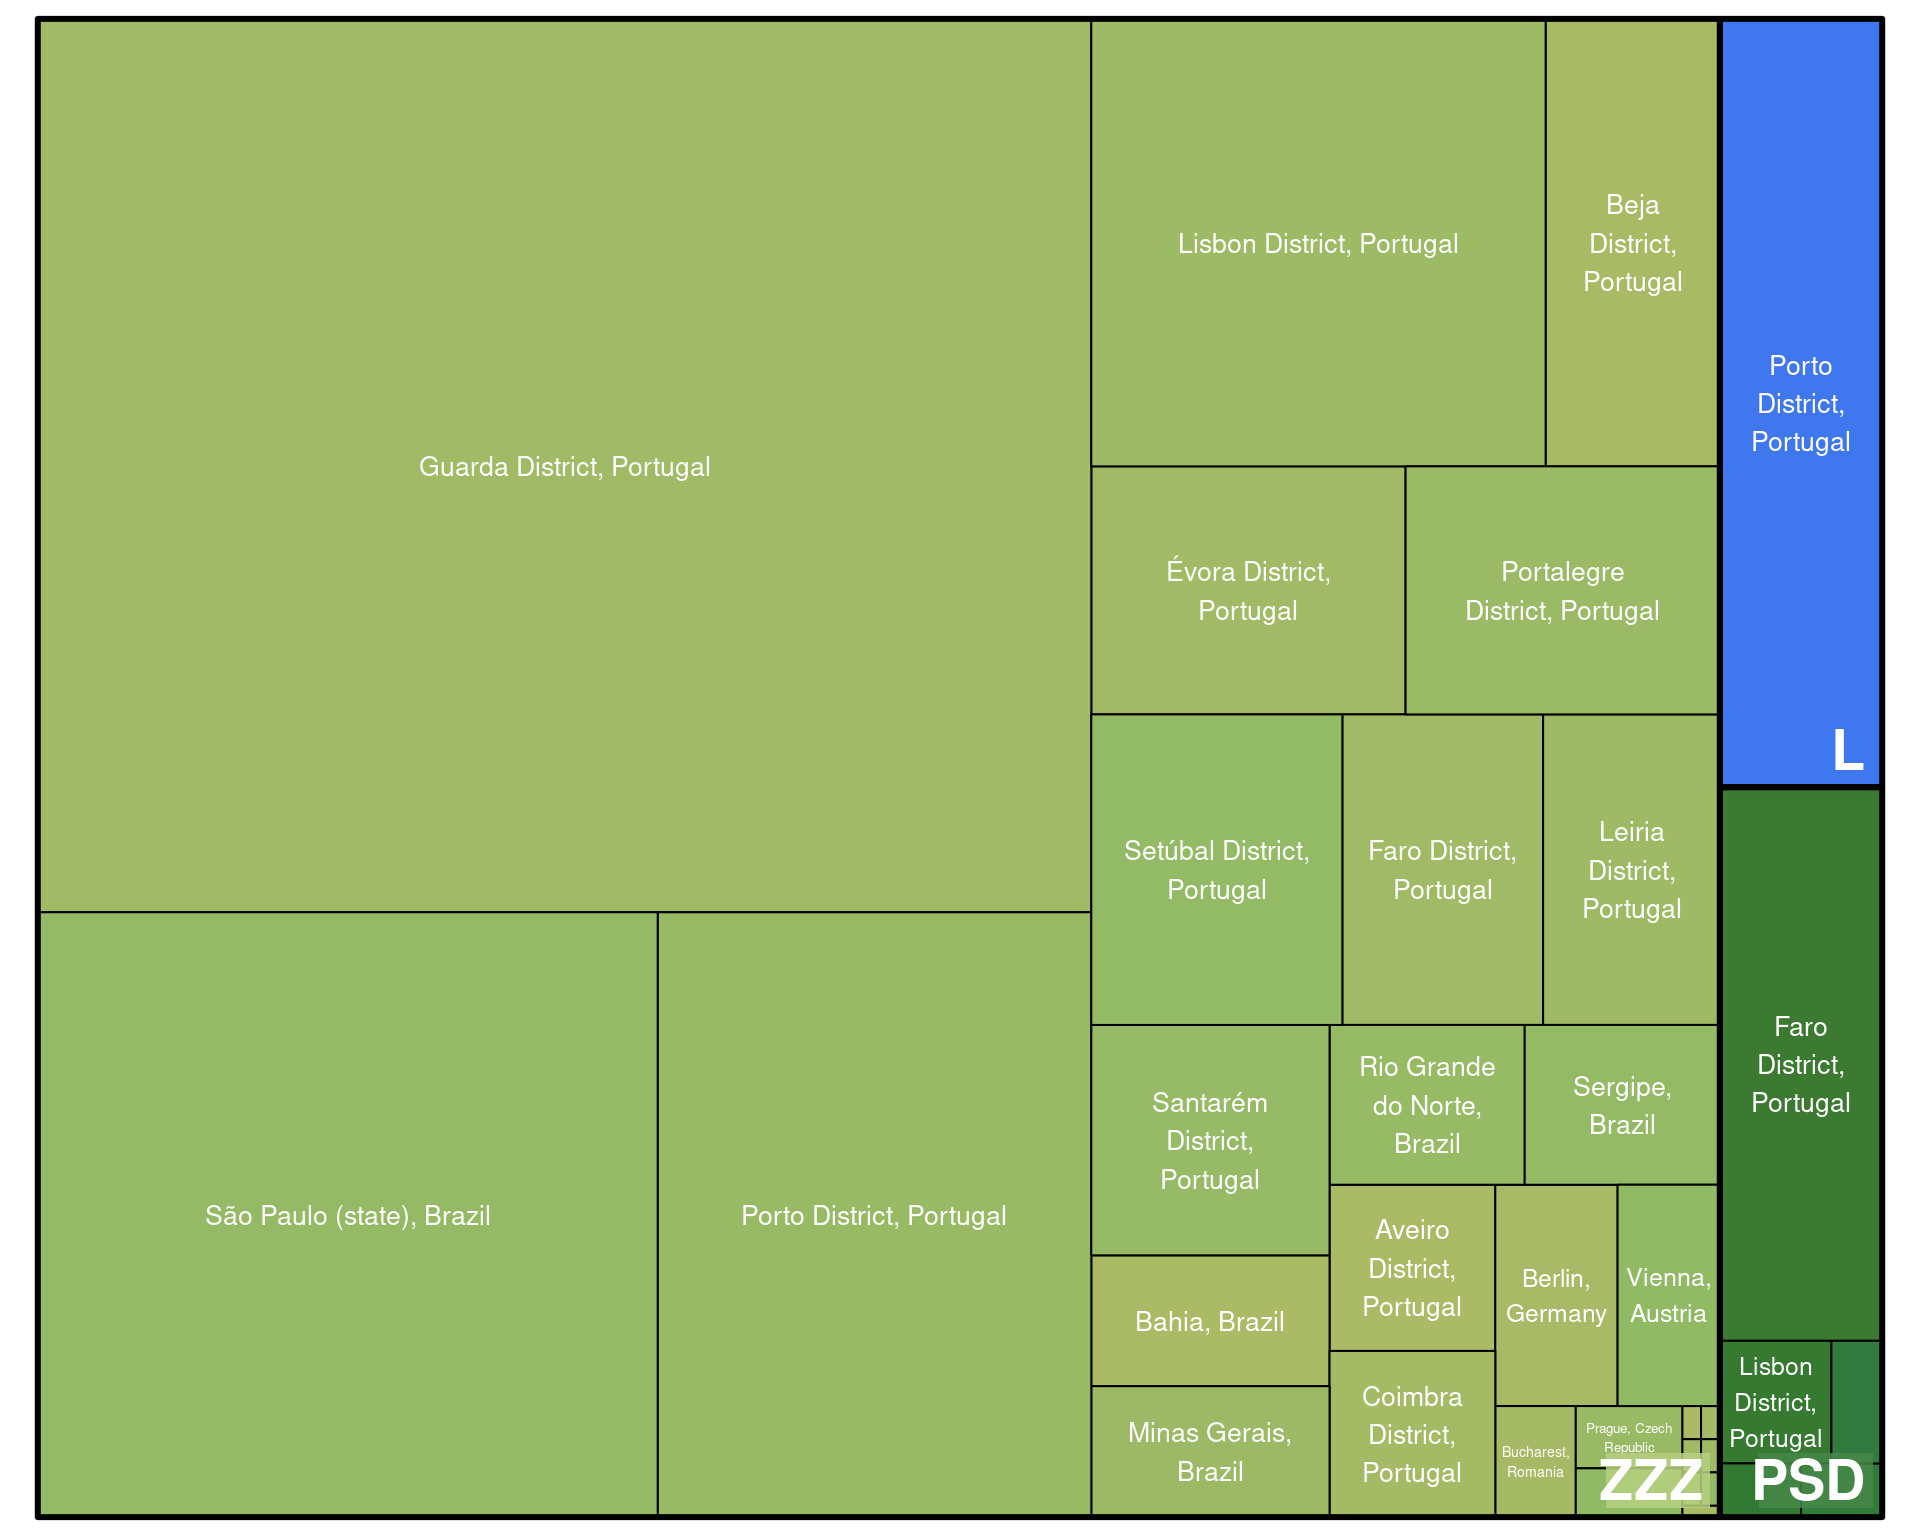 Guarda District, Portugal
Lisbon District, Portugal
Beja
District,
Portugal
Porto
District,
Portugal
L
Évora District,
Portugal
Portalegre
District, Portugal
Setúbal District,
Portugal
Faro District,
Portugal
Leiria
District,
Portugal
Faro
District,
Portugal
São Paulo (state), Brazil
Porto District, Portugal
Santarém
District,
Portugal
Rio Grande
do Norte,
Brazil
Sergipe,
Brazil
Bahia, Brazil
Minas Gerais,
Brazil
Aveiro
District,
Portugal
Coimbra
District,
Portugal
Berlin,
Germany
Vienna,
Austria
Bucharest,
Romania
Prague, Czech
Republic
ZZZ
Lisbon
District,
Portugal
PSD